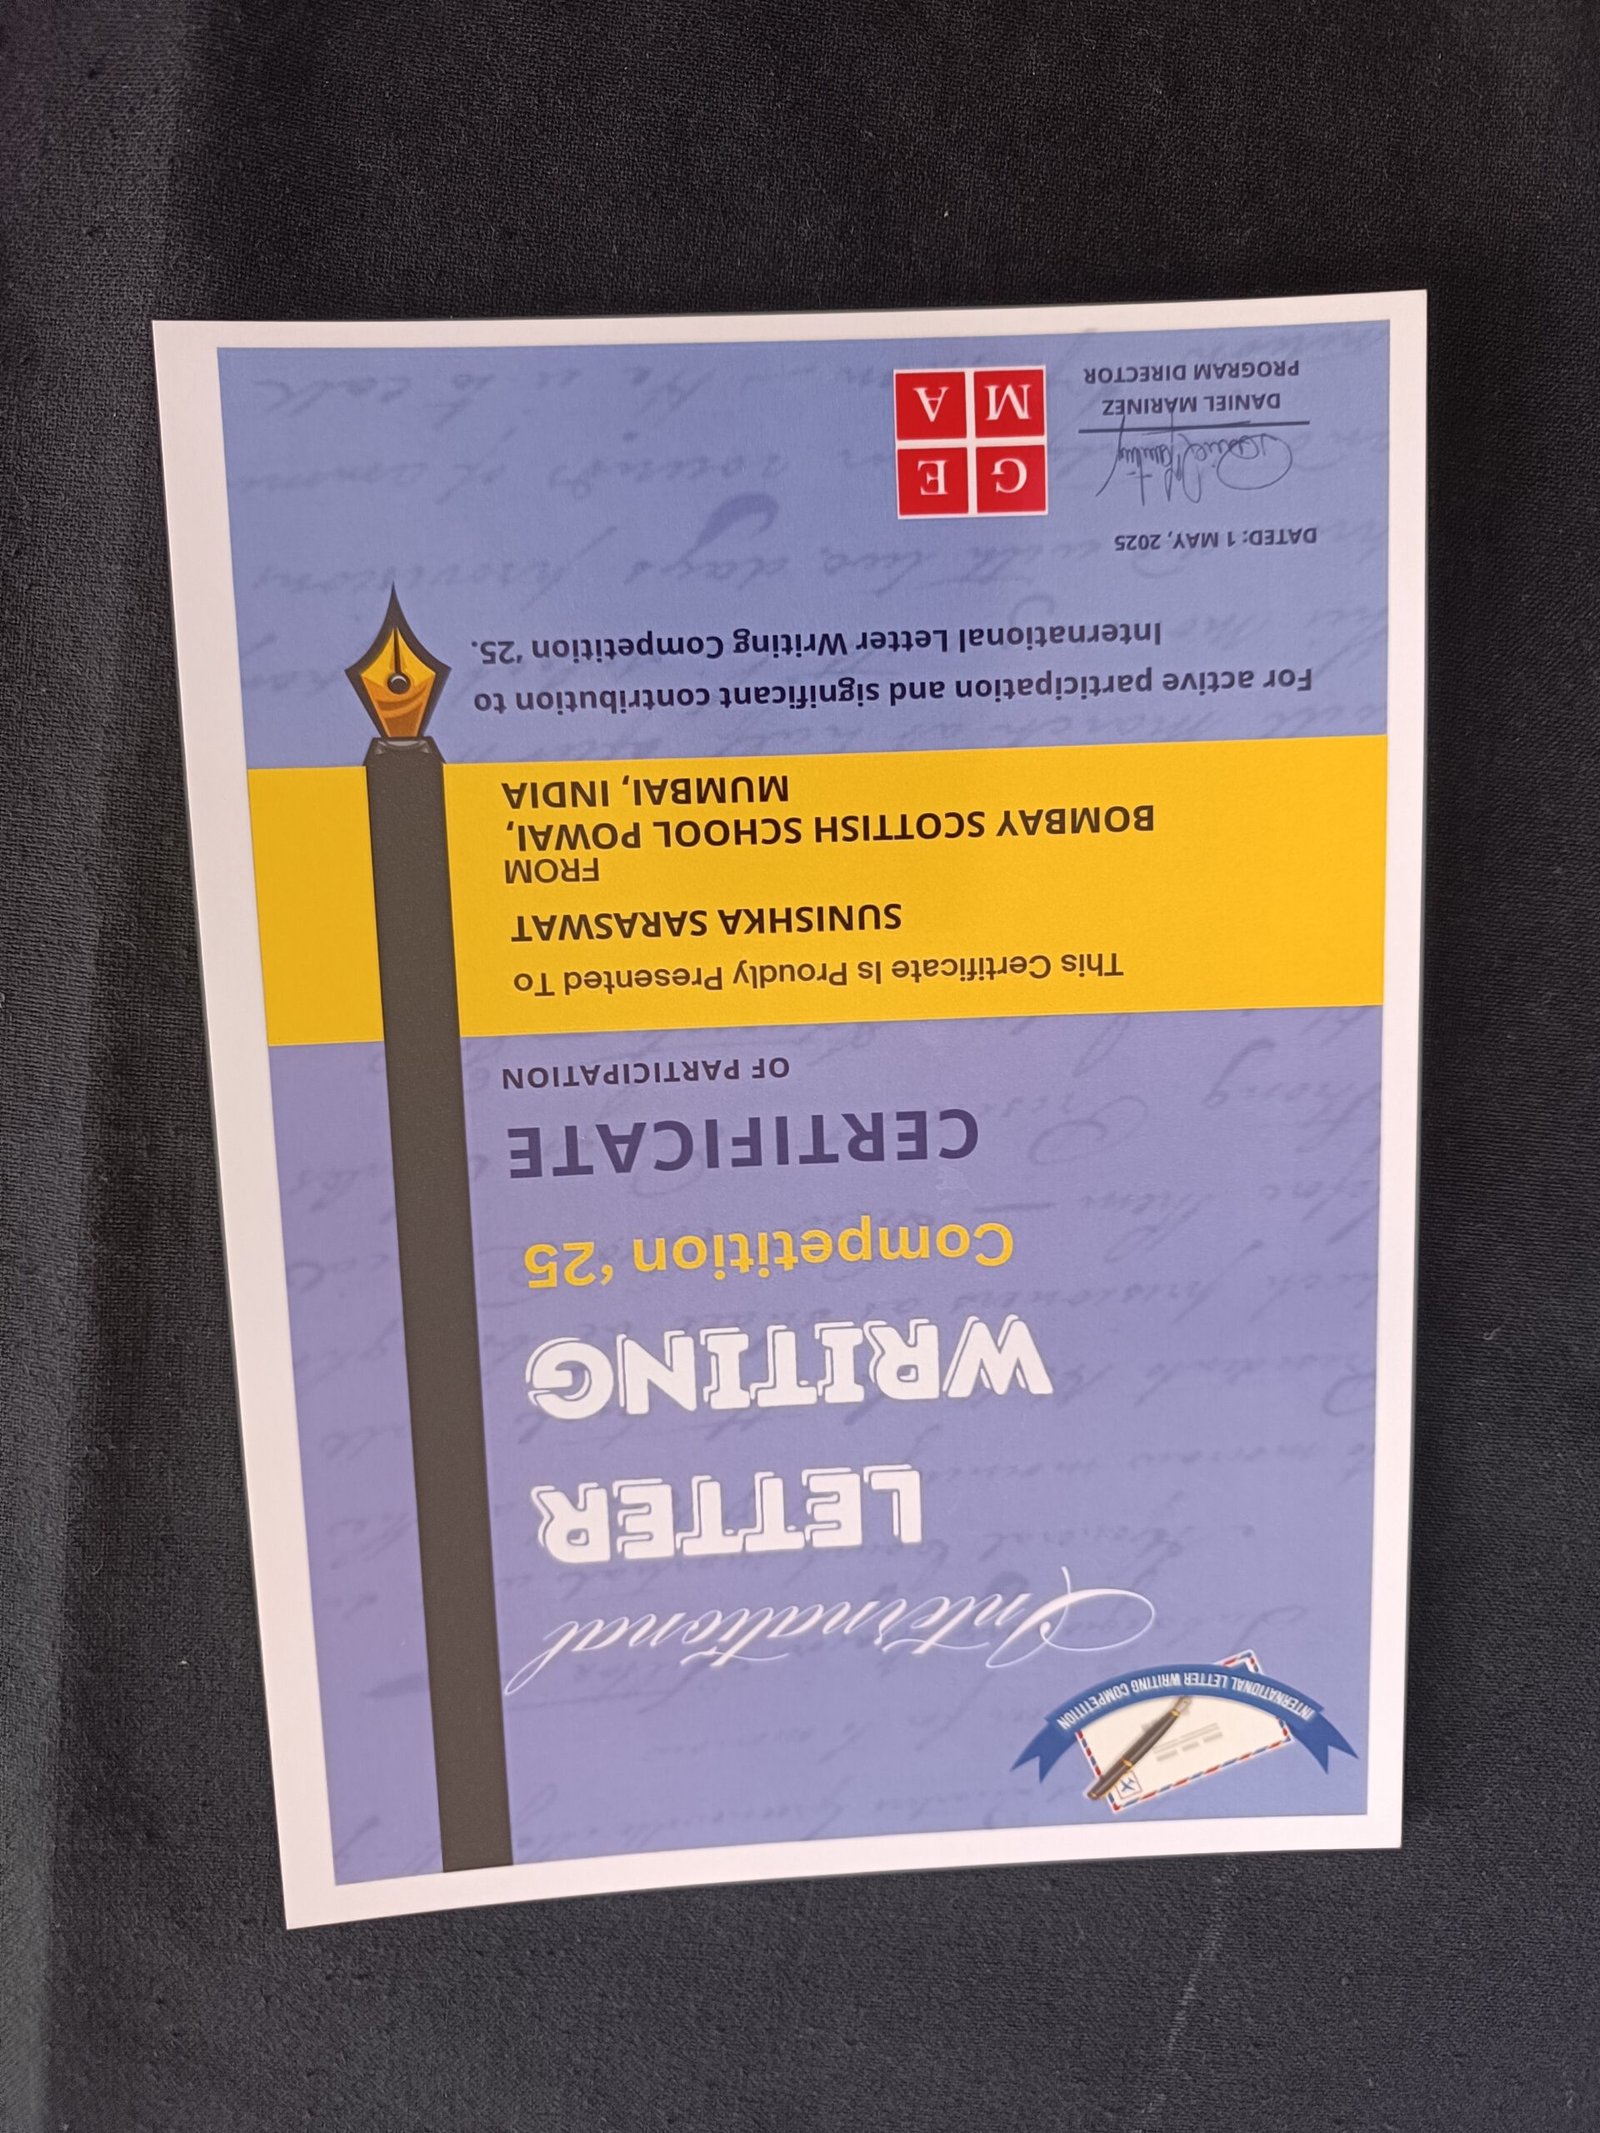 INTERNATIONAL LETTER WRITING COMPETITION
International
LETTER
WRITING
Competition ‘25
CERTIFICATE
OF PARTICIPATION
This Certificate Is Proudly Presented To
SUNISHKA SARASWAT
FROM
BOMBAY SCOTTISH SCHOOL POWAI,
MUMBAI, INDIA
For active participation and significant contribution to
International Letter Writing Competition ’25.
DATED: 1 MAY, 2025
DANIEL MARINEZ
PROGRAM DIRECTOR
G E
M A